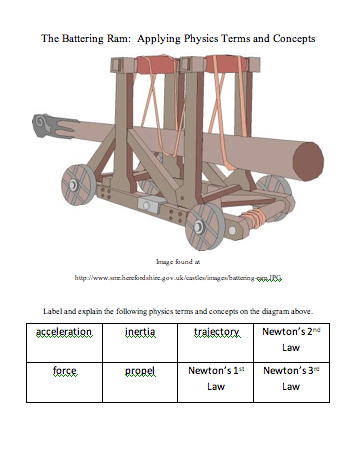 The Battering Ram:  Applying Physics Terms and Concepts
Image found at
http://www.smr.herefordshire.gov.uk/castles/images/battering-ram.JPG
Label and explain the following physics terms and concepts on the diagram above.
acceleration inertia trajectory Newton's 2nd Law
force propel Newton's 1st Law Newton's 3rd Law